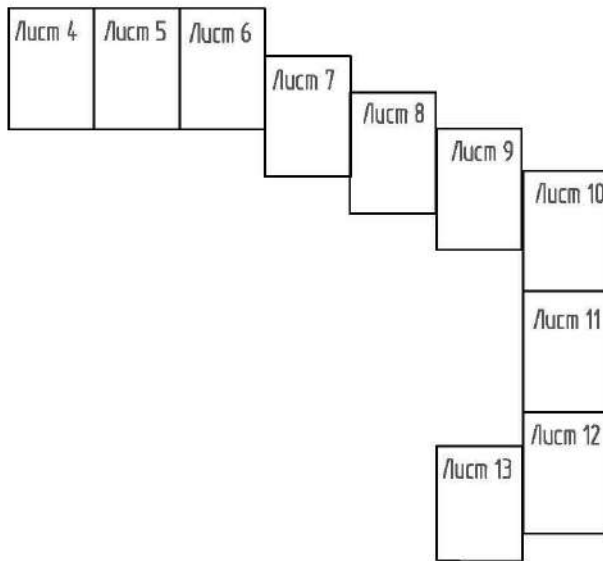 Лист 4
Лист 5
Лист 6
Лист 7
Лист 8
Лист 9
Лист 10
Лист 11
Лист 12
Лист 13